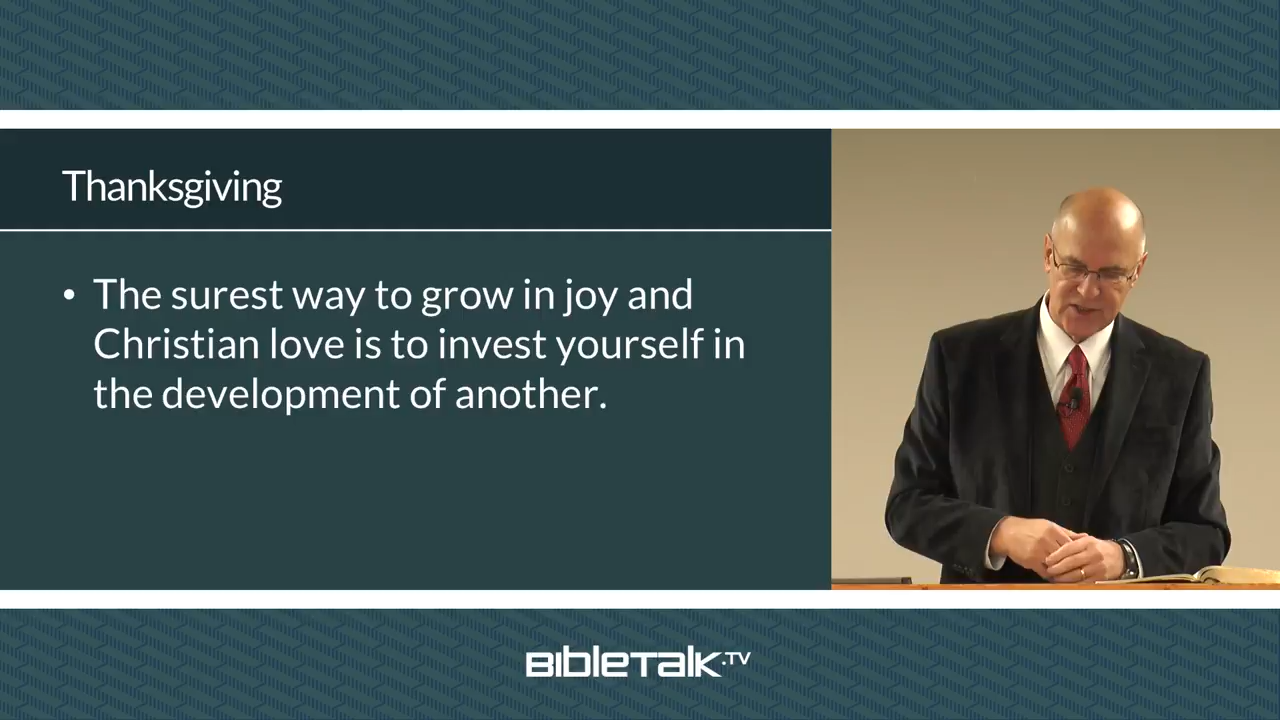 Thanksgiving
• The surest way to grow in joy and
Christian love is to invest yourself in
the development of another.
BibleTalk.TV